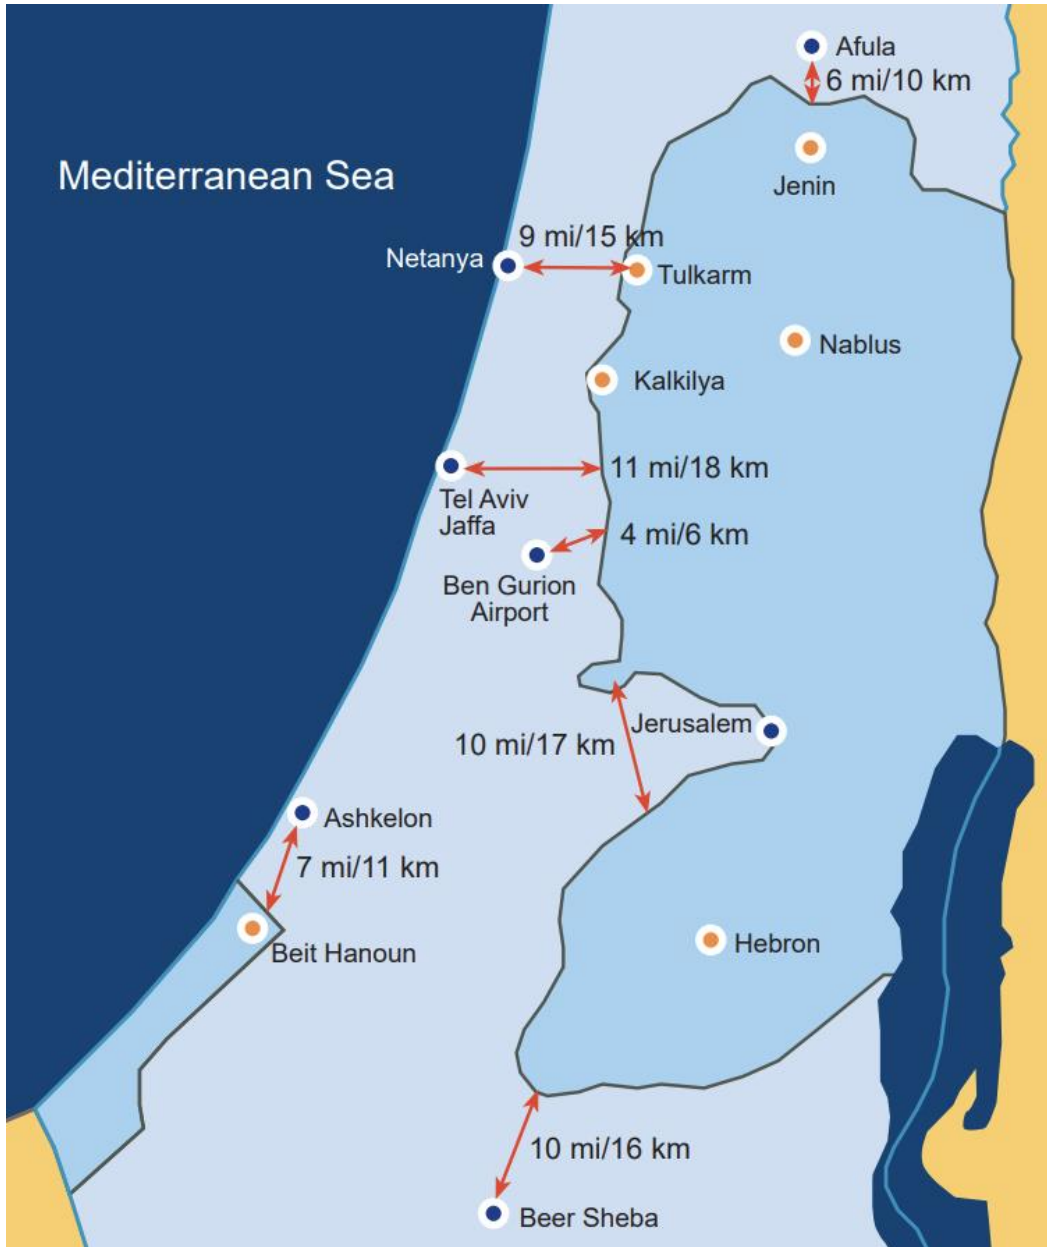 Afula
6 mi/10 km
Mediterranean Sea
Jenin
9 mi/15 km
Netanya
Tulkarm
Nablus
Kalkilya
11 mi/18 km
Tel Aviv
Jaffa
4 mi/6 km
Ben Gurion
Airport
Jerusalem
10 mi/17 km
Ashkelon
7 mi/11 km
Beit Hanoun
Hebron
10 mi/16 km
Beer Sheba